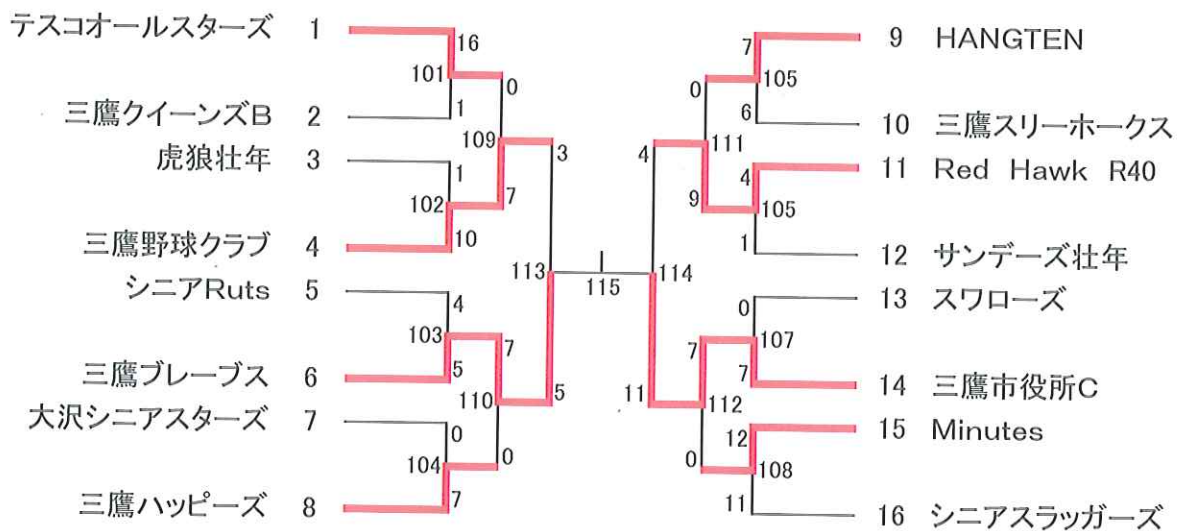 テスコオールスターズ 1
三鷹クイーンズB 2
虎狼壮年 3
三鷹野球クラブ 4
シニアRuts 5
三鷹ブレーブス 6
大沢シニアスターズ 7
三鷹ハッピーズ 8
16
101
1
1
102
10
4
103
5
0
104
7
0
109
7
7
110
0
3
113
5
115
4
114
11
0
111
9
7
112
0
7
105
6
4
105
1
0
107
7
12
108
11
9 HANGTEN
10 三鷹スリーホークス
11 Red Hawk R40
12 サンデーズ壮年
13 スワローズ
14 三鷹市役所C
15 Minutes
16 シニアスラッガーズ